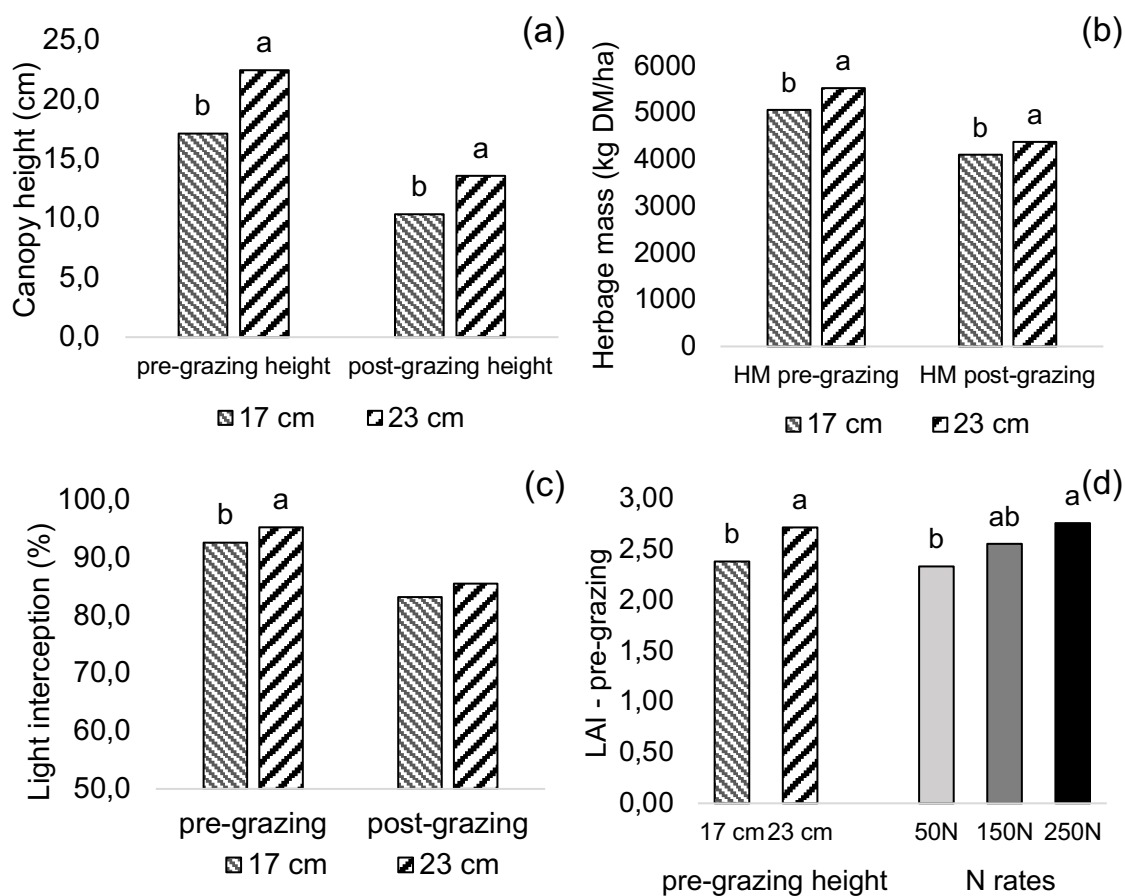 (a)
Canopy height (cm)
25,0
20,0
15,0
10,0
5,0
0,0
b
a
b
a
pre-grazing height post-grazing height
17 cm 23 cm
(b)
Herbage mass (kg DM/ha)
6000
5000
4000
3000
2000
1000
0
b
a
b
a
HM pre-grazing HM post-grazing
17 cm 23 cm
(c)
Light interception (%)
100,0
90,0
80,0
70,0
60,0
50,0
b
a
pre-grazing post-grazing
17 cm 23 cm
(d)
LAI - pre-grazing
3,00
2,50
2,00
1,50
1,00
0,50
0,00
b
a
b
ab
a
17 cm 23 cm 50N 150N 250N
pre-grazing height N rates